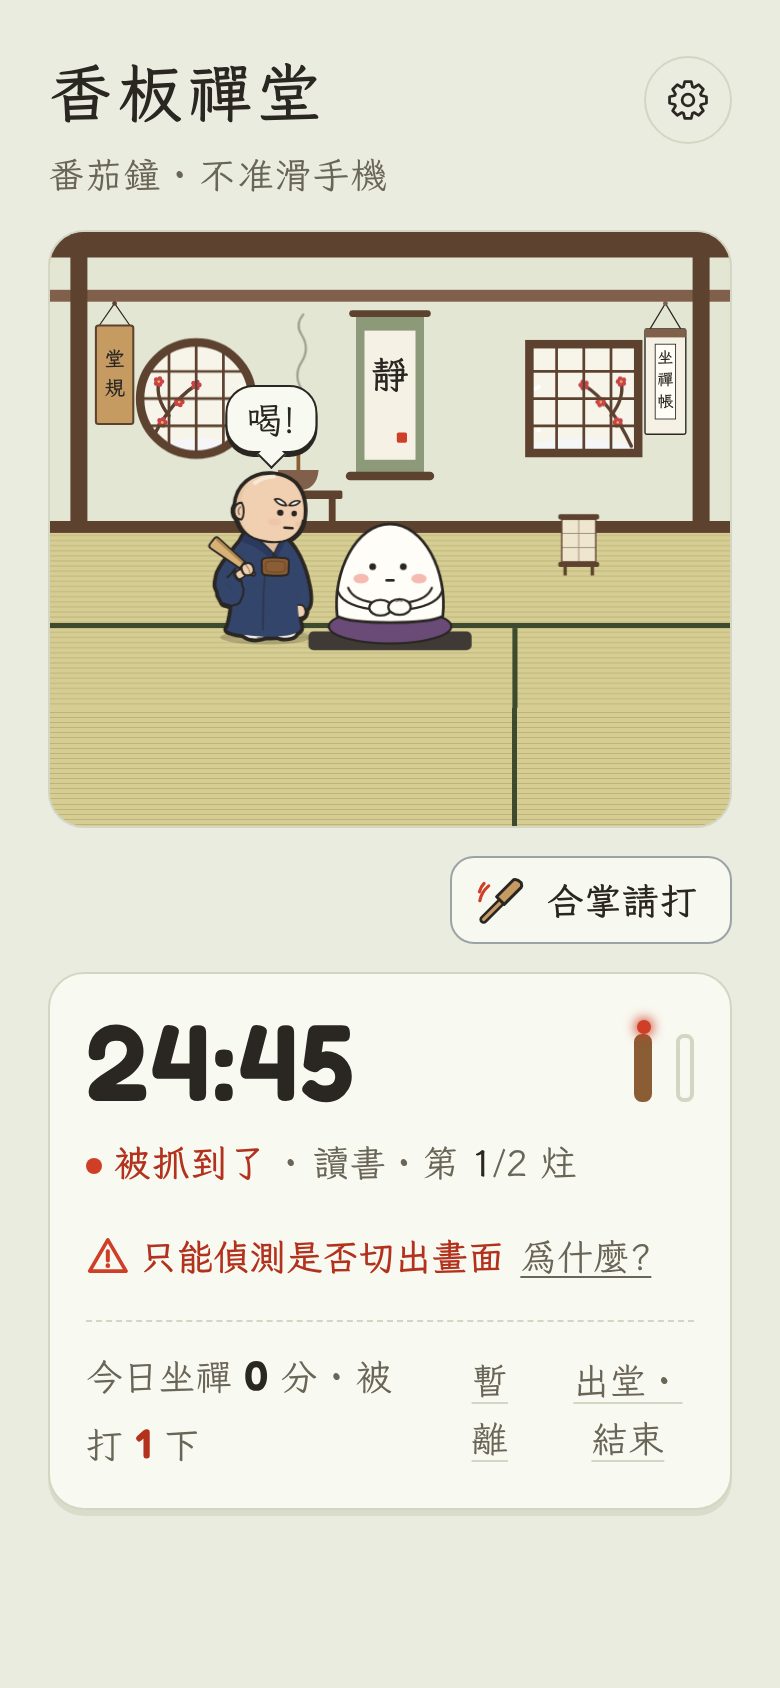 香板禪堂
番茄鐘・不准滑手機
堂規
靜
坐禪帳
喝!
合掌請打
24:45
被抓到了・讀書・第 1/2 炷
只能偵測是否切出畫面 為什麼?
今日坐禪 0 分・被
打 1 下
暫離
出堂・
結束